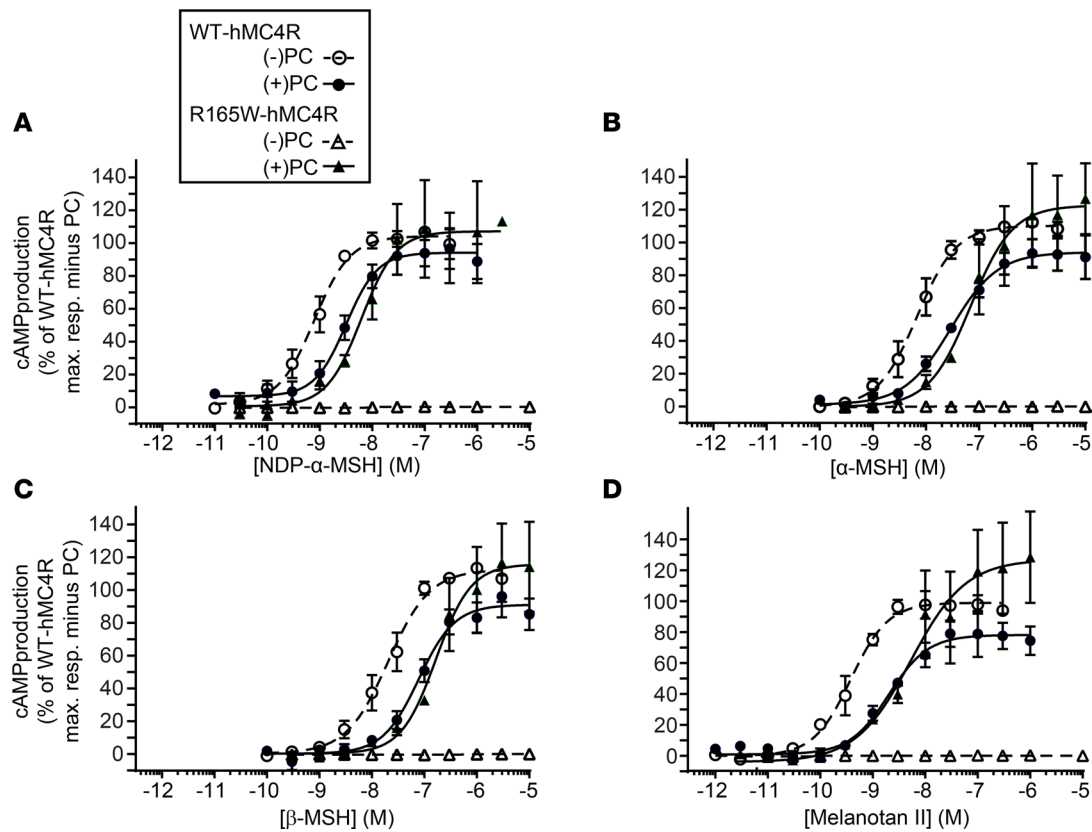 WT-hMC4R
(-)PC
(+)PC
R165W-hMC4R
(-)PC
(+)PC
A
cAMPproduction
(% of WT-hMC4R
max. resp. minus PC)
140
120
100
80
60
40
20
0
-12 -11 -10 -9 -8 -7 -6 -5
[NDP-α-MSH] (M)
B
140
120
100
80
60
40
20
0
-12 -11 -10 -9 -8 -7 -6 -5
[α-MSH] (M)
C
cAMPproduction
(% of WT-hMC4R
max. resp. minus PC)
140
120
100
80
60
40
20
0
-12 -11 -10 -9 -8 -7 -6 -5
[β-MSH] (M)
D
140
120
100
80
60
40
20
0
-12 -11 -10 -9 -8 -7 -6 -5
[Melanotan II] (M)